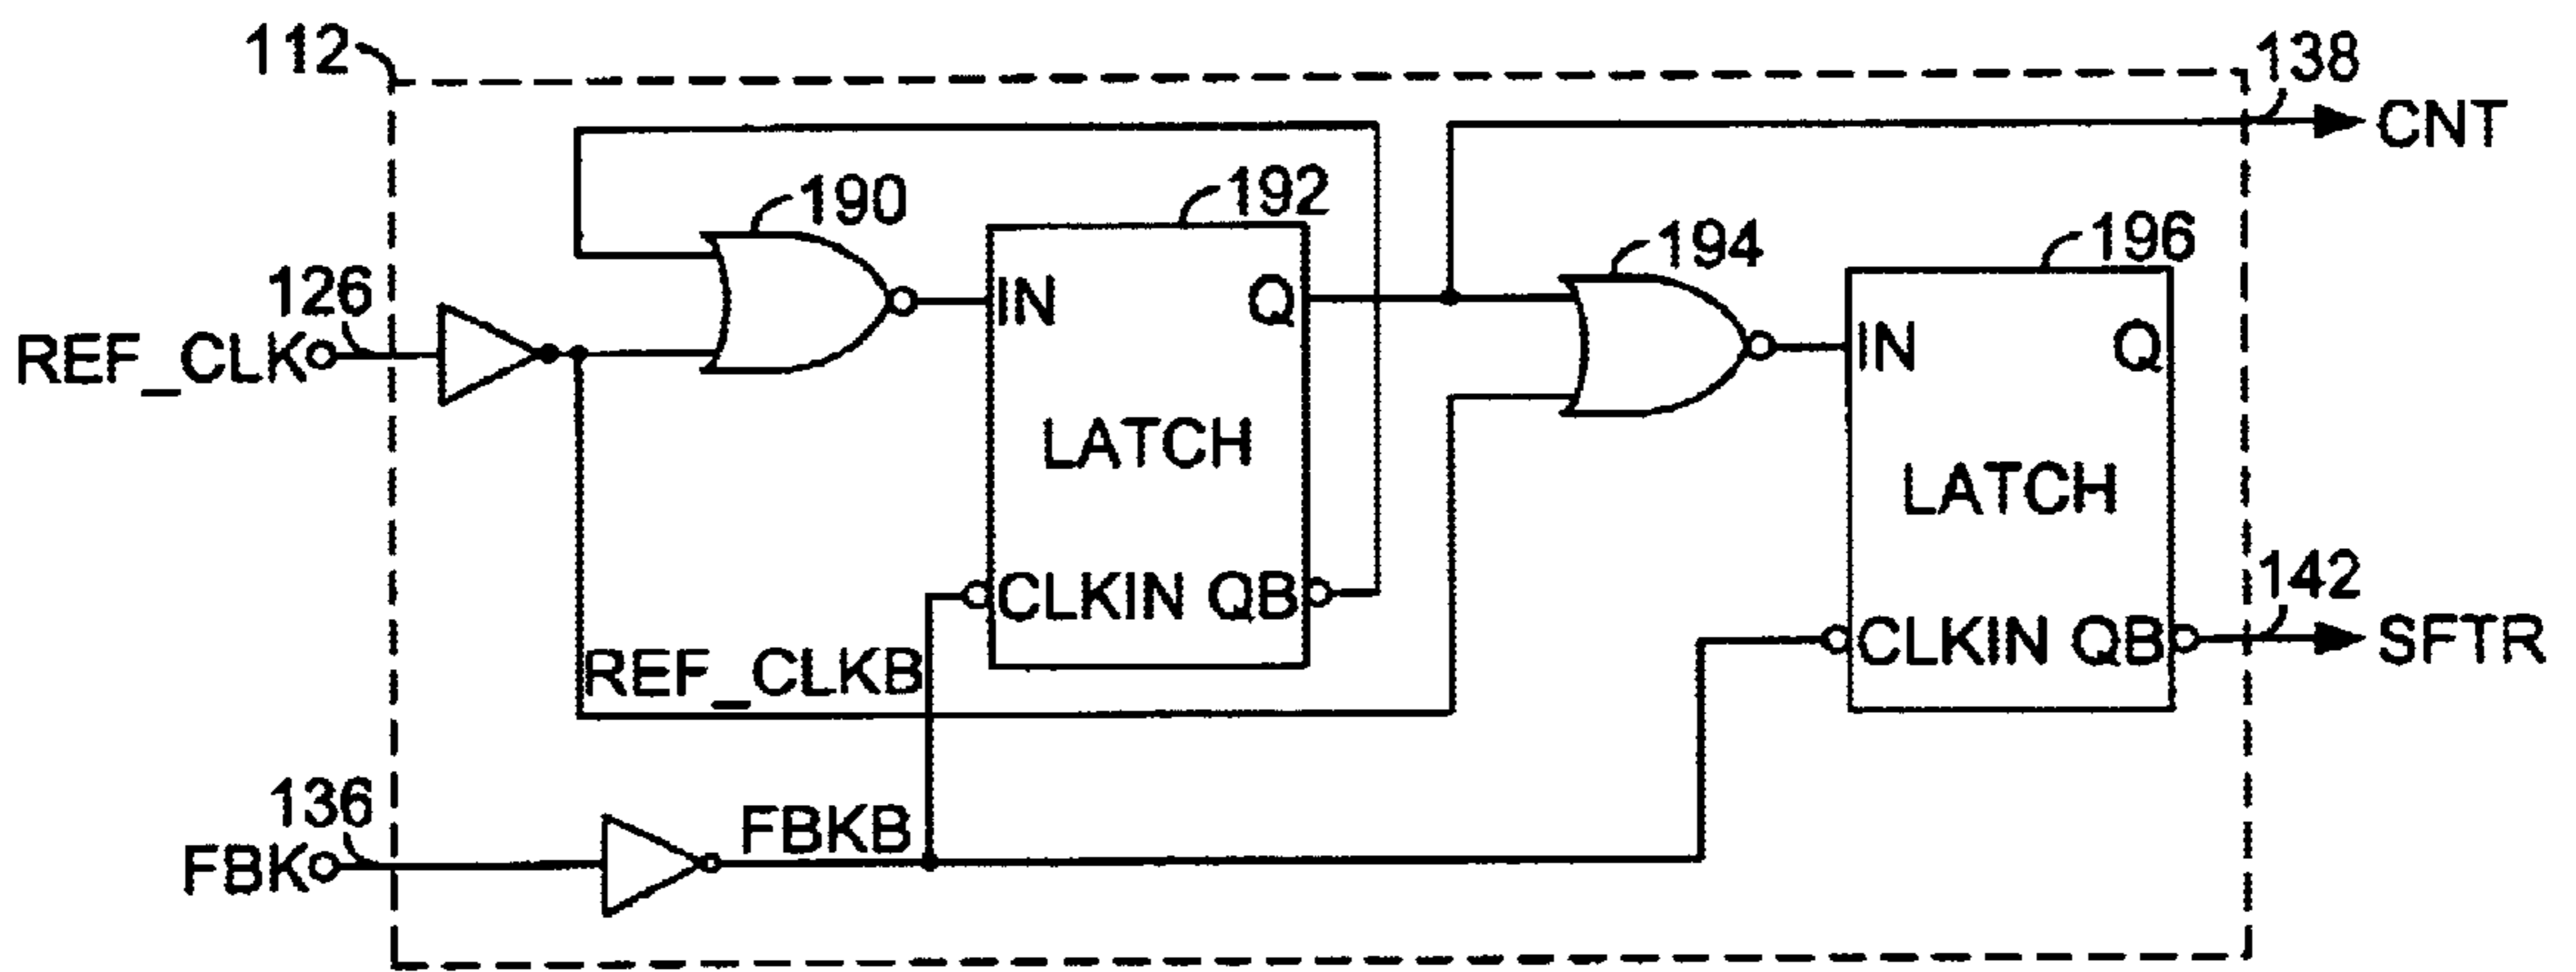 112
138
CNT
190
192
194
196
126
REF_CLK
IN
Q
IN
Q
LATCH
LATCH
CLKIN
QB
142
CLKIN
QB
SFTR
REF_CLKB
136
FBK
FBKB